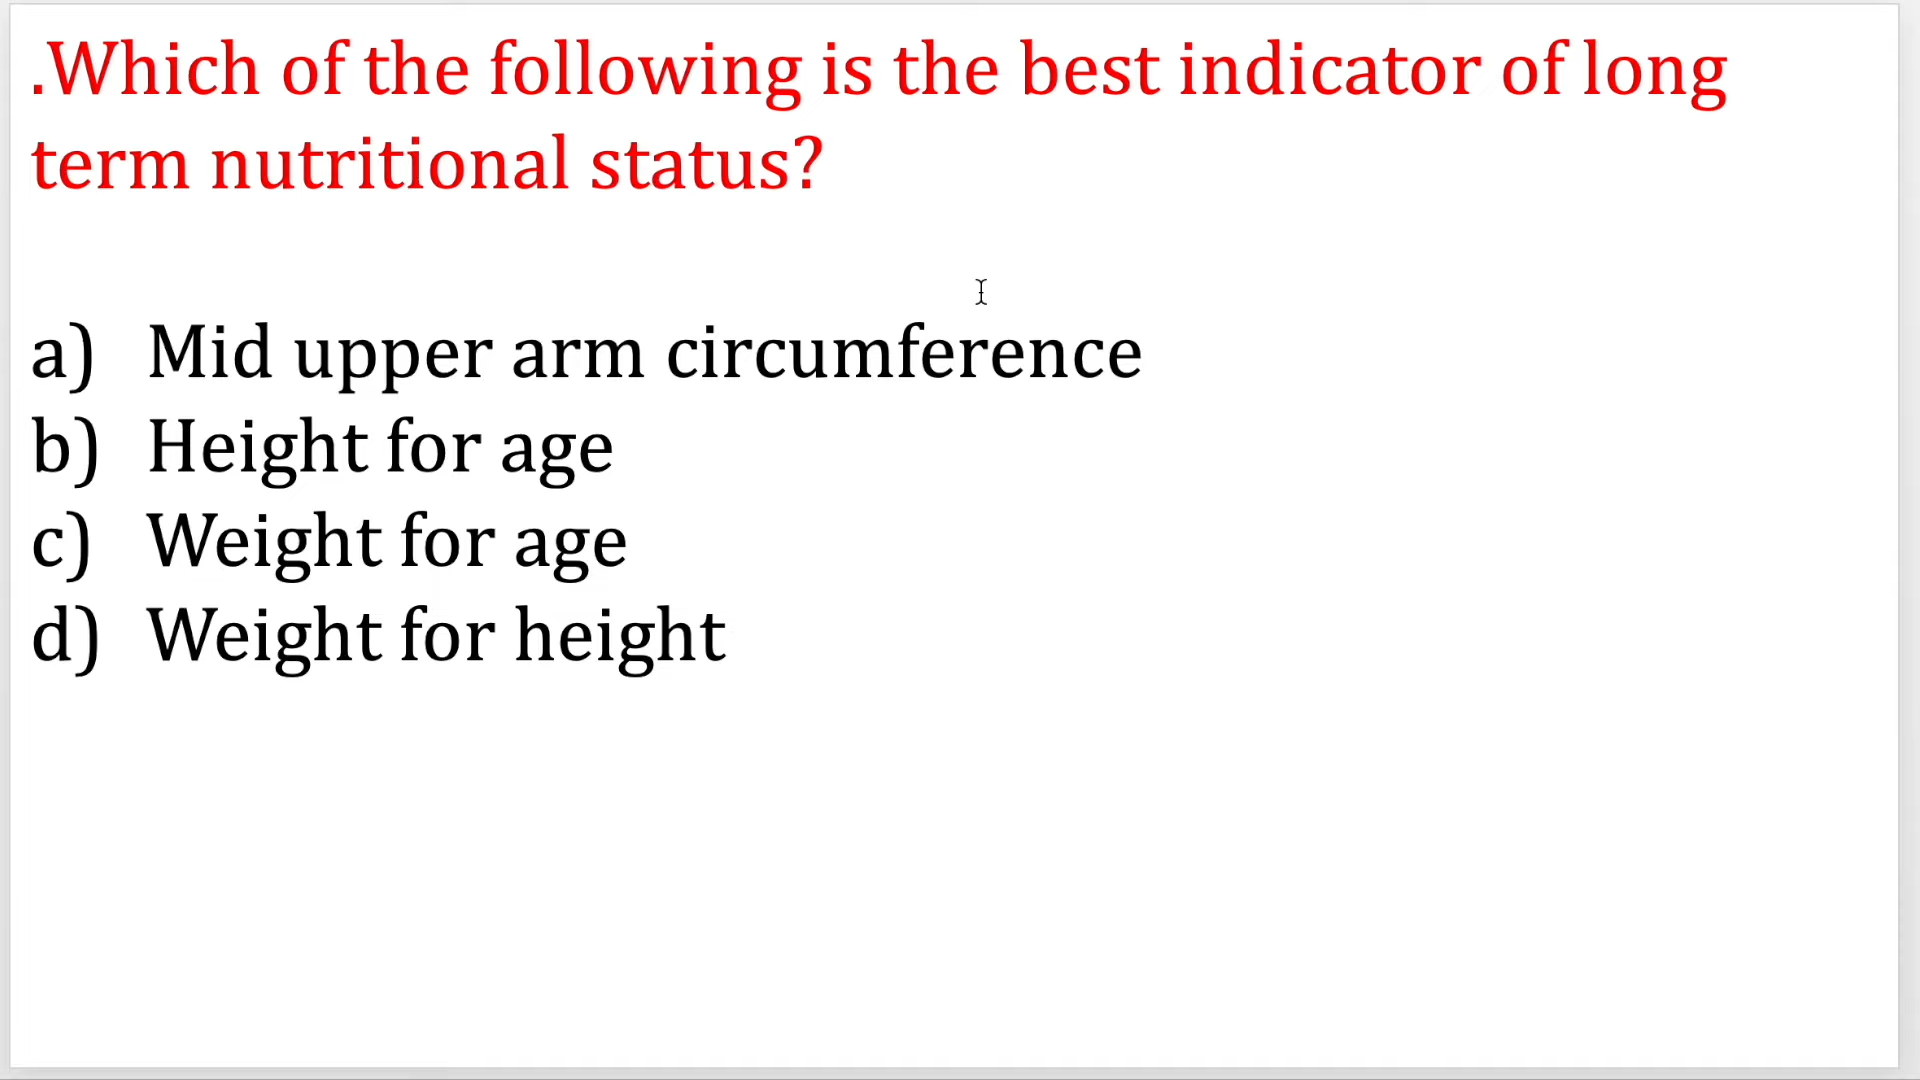 .Which of the following is the best indicator of long
term nutritional status?
a) Mid upper arm circumference
b) Height for age
c) Weight for age
d) Weight for height